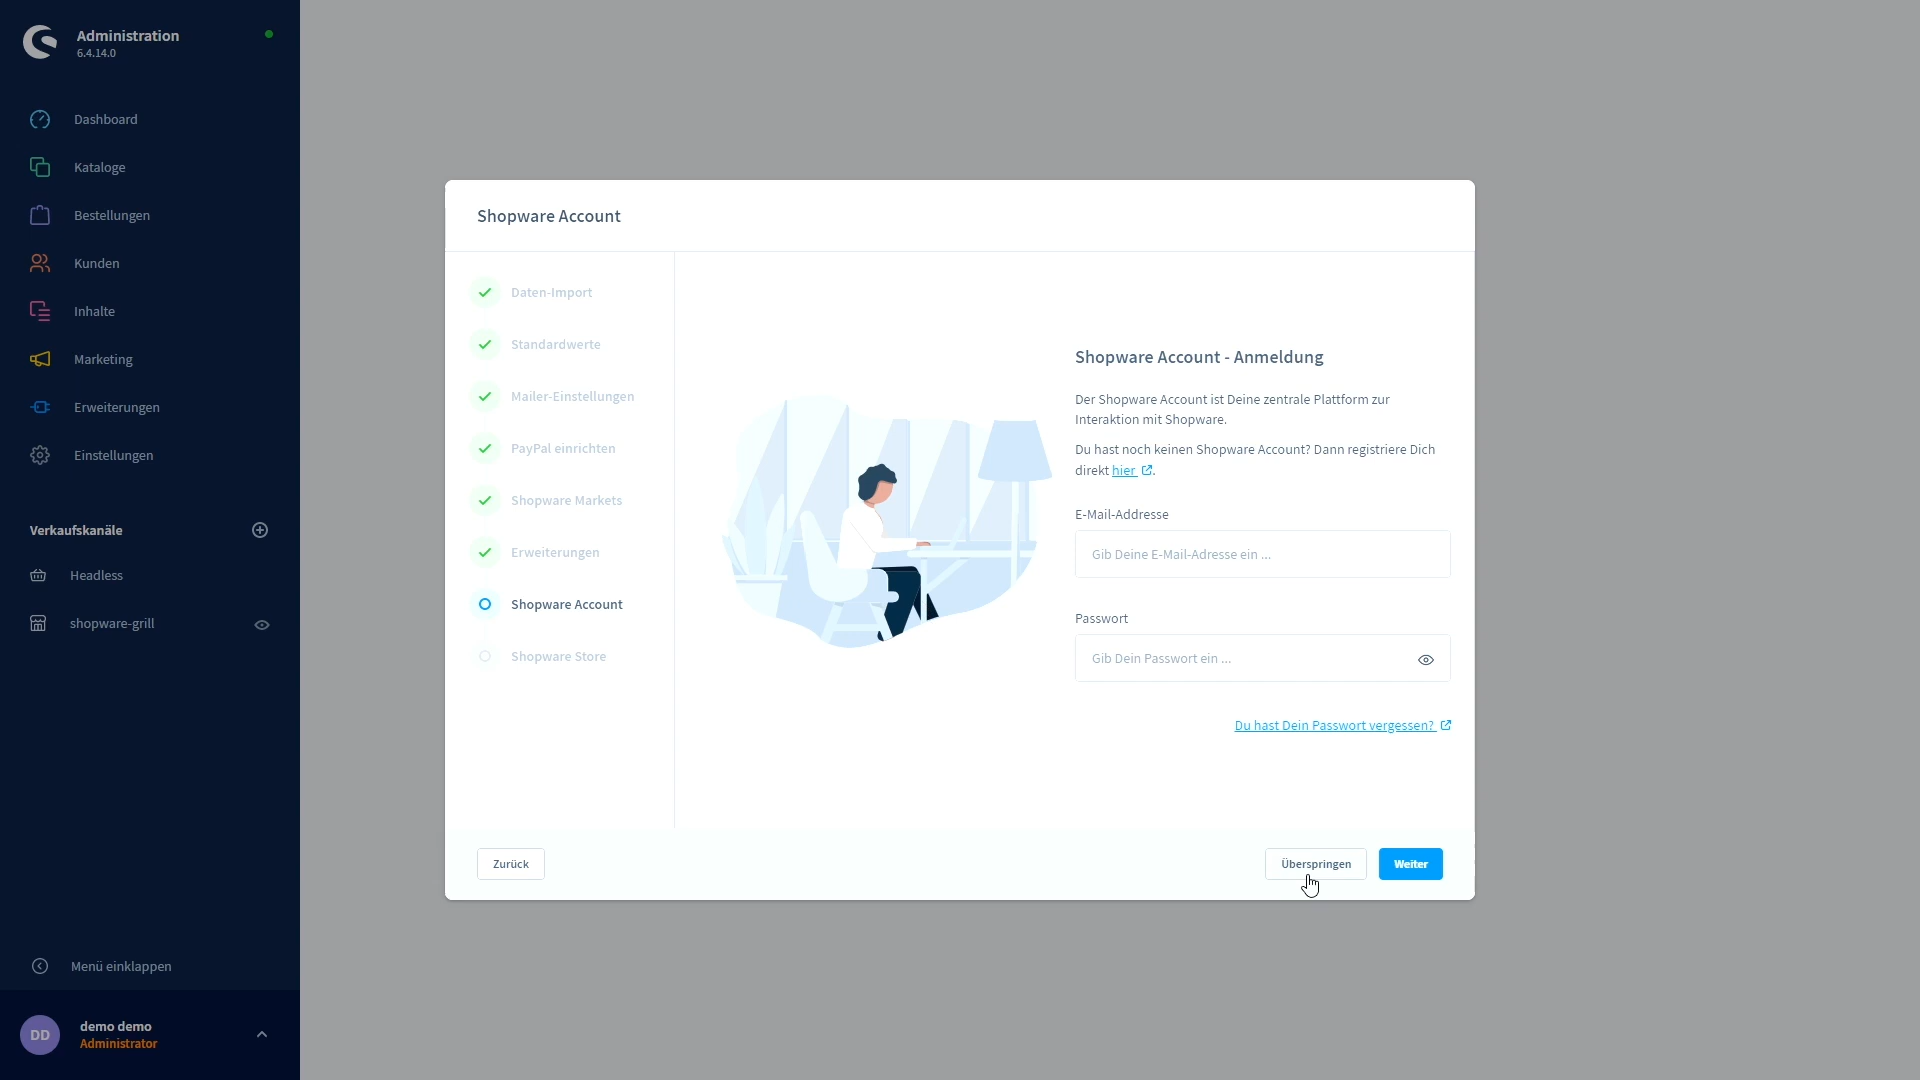 Administration
6.4.14.0
Dashboard
Kataloge
Bestellungen
Kunden
Inhalte
Marketing
Erweiterungen
Einstellungen
Verkaufskanäle
Headless
shopware-grill
Menü einklappen
DD
demo demo
Administrator
Shopware Account
Daten-Import
Standardwerte
Mailer-Einstellungen
PayPal einrichten
Shopware Markets
Erweiterungen
Shopware Account
Shopware Store
Shopware Account - Anmeldung
Der Shopware Account ist Deine zentrale Plattform zur
Interaktion mit Shopware.
Du hast noch keinen Shopware Account? Dann registriere Dich
direkt hier.
E-Mail-Addresse
Gib Deine E-Mail-Adresse ein ...
Passwort
Gib Dein Passwort ein ...
Du hast Dein Passwort vergessen?
Zurück
Überspringen
Weiter